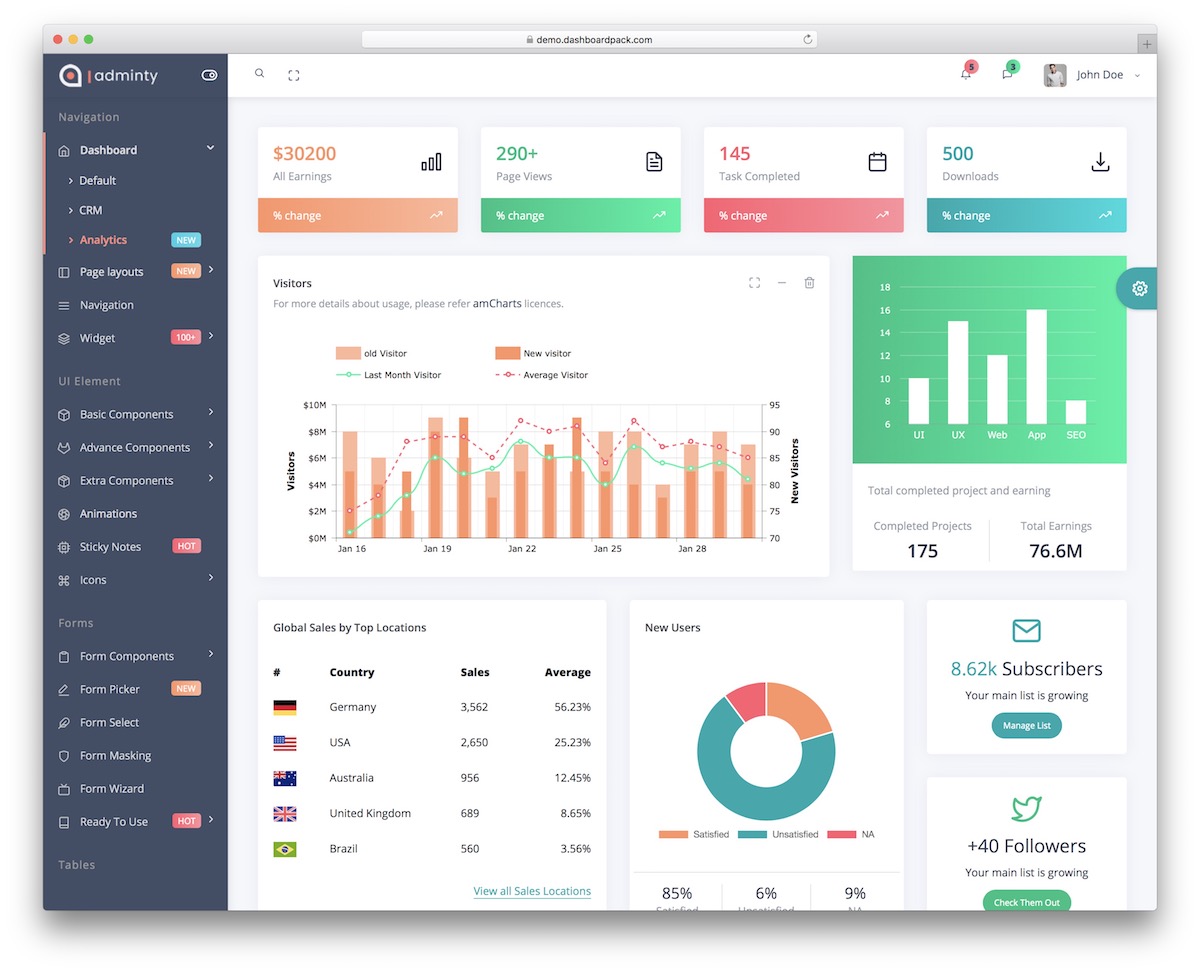 demo.dashboardpack.com
adminty
5
3
John Doe
Navigation
Dashboard
Default
CRM
Analytics NEW
Page layouts NEW
Navigation
Widget 100+
UI Element
Basic Components
Advance Components
Extra Components
Animations
Sticky Notes HOT
Icons
Forms
Form Components
Form Picker NEW
Form Select
Form Masking
Form Wizard
Ready To Use HOT
Tables
$30200
All Earnings
% change
290+
Page Views
% change
145
Task Completed
% change
500
Downloads
% change
Visitors
For more details about usage, please refer amCharts licences.
old Visitor New visitor
Last Month Visitor Average Visitor
Visitors
$10M
$8M
$6M
$4M
$2M
$0M
Jan 16 Jan 19 Jan 22 Jan 25 Jan 28
95
90
85
80
75
70
New Visitors
18
16
14
12
10
8
6
UI UX Web App SEO
Total completed project and earning
Completed Projects Total Earnings
175 76.6M
Global Sales by Top Locations
# Country Sales Average
Germany 3,562 56.23%
USA 2,650 25.23%
Australia 956 12.45%
United Kingdom 689 8.65%
Brazil 560 3.56%
View all Sales Locations
New Users
Satisfied Unsatisfied NA
85% 6% 9%
Satisfied Unsatisfied NA
8.62k Subscribers
Your main list is growing
Manage List
+40 Followers
Your main list is growing
Check Them Out